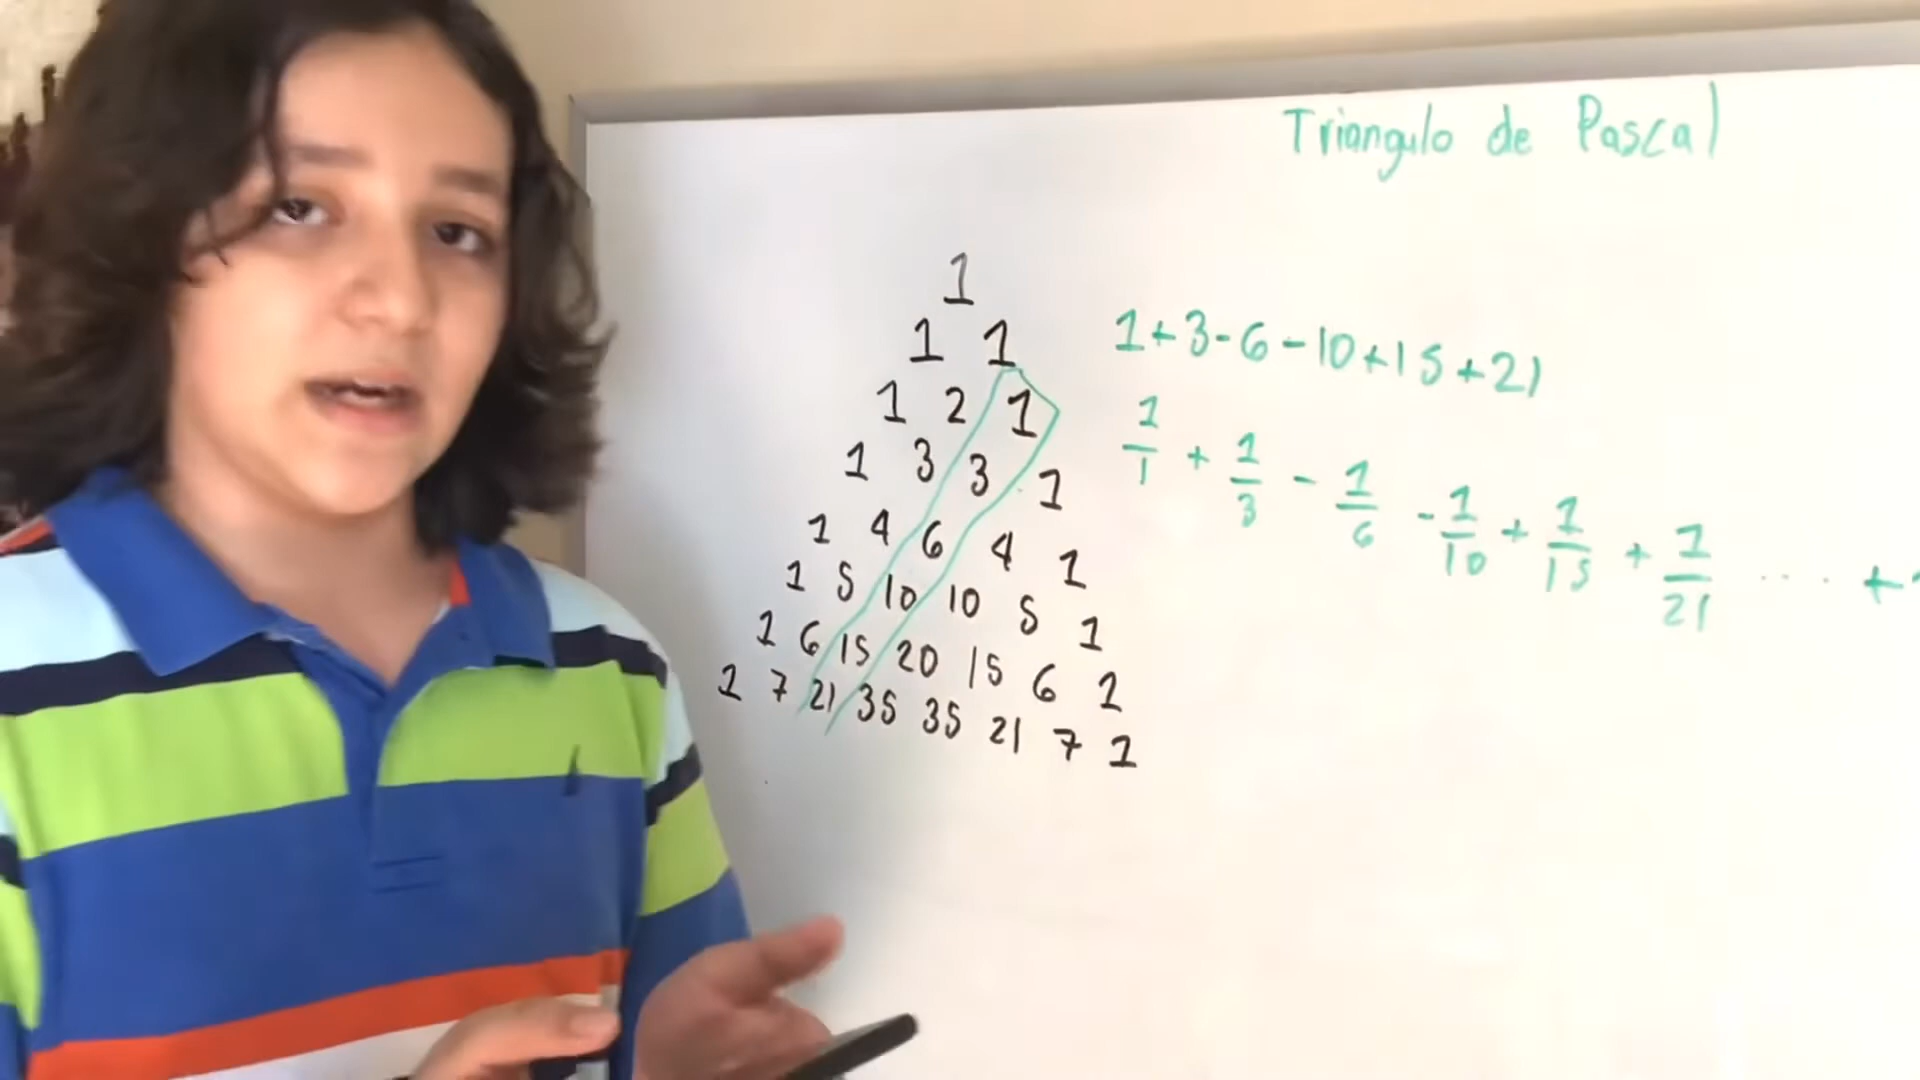 Triangulo de Pascal
1
1 1
1 2 1
1 3 3 1
1 4 6 4 1
1 5 10 10 5 1
1 6 15 20 15 6 1
1 7 21 35 35 21 7 1
1+3-6-10+15+21
1/1 + 1/3 - 1/6 - 1/10 + 1/15 + 1/21 ..... +